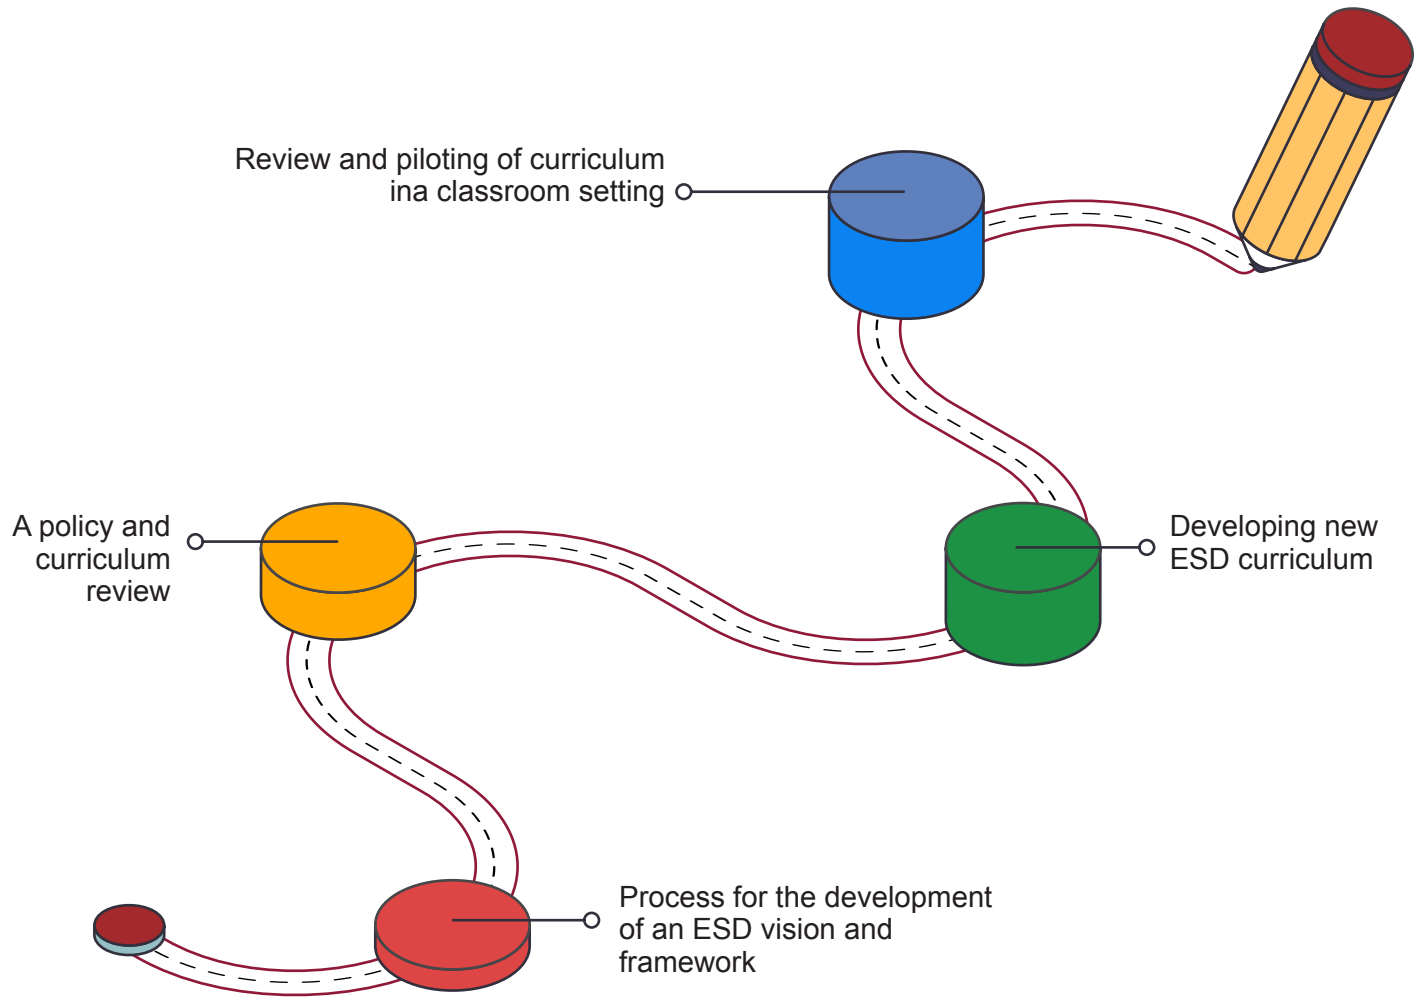 Review and piloting of curriculum
ina classroom setting
A policy and
curriculum
review
Developing new
ESD curriculum
Process for the development
of an ESD vision and
framework